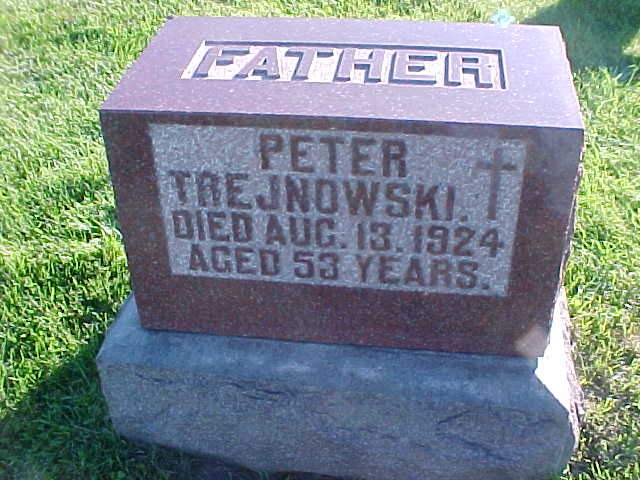 FATHER
PETER
TREJNOWSKI.
DIED AUG. 13. 1924
AGED 53 YEARS.